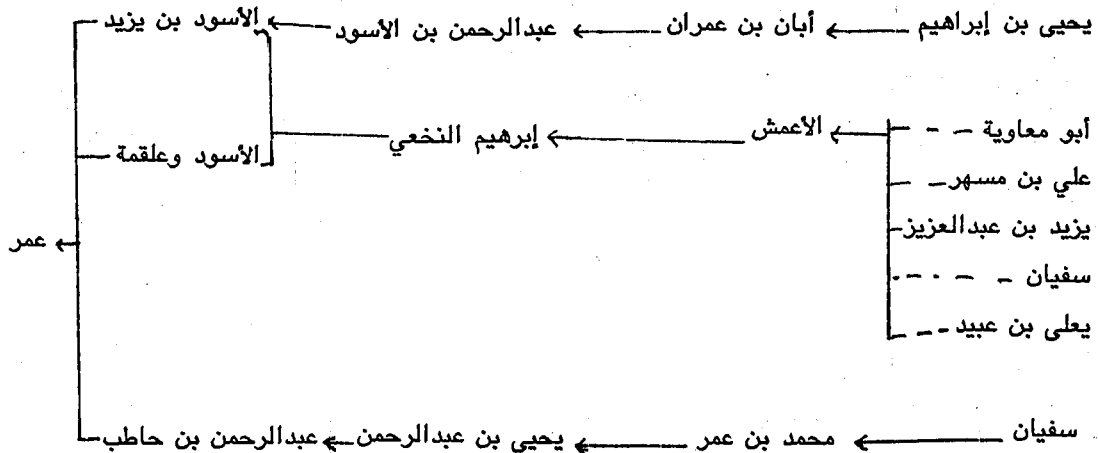 يحيى بن إبراهيم أبان بن عمران عبدالرحمن بن الأسود الأسود بن يزيد
أبو معاوية الأعمش إبرهيم النخعي الأسود وعلقمة
علي بن مسهر
يزيد بن عبدالعزيز عمر
سفيان
يعلى بن عبيد
سفيان محمد بن عمر يحيى بن عبدالرحمن عبدالرحمن بن حاطب